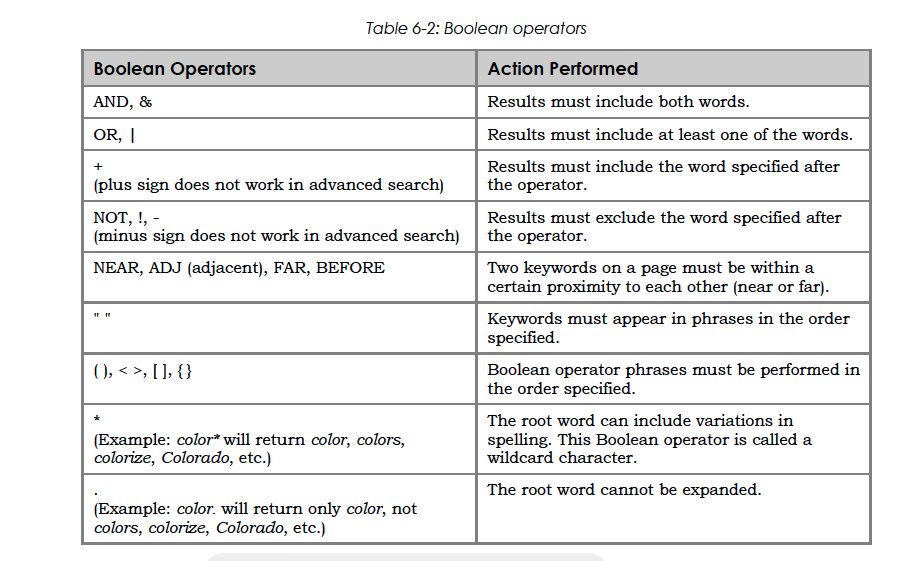 Table 6-2: Boolean operators
Boolean Operators
Action Performed
AND, &
Results must include both words.
OR, |
Results must include at least one of the words.
+
(plus sign does not work in advanced search)
Results must include the word specified after
the operator.
NOT, !, -
(minus sign does not work in advanced search)
Results must exclude the word specified after
the operator.
NEAR, ADJ (adjacent), FAR, BEFORE
Two keywords on a page must be within a
certain proximity to each other (near or far).
" "
Keywords must appear in phrases in the order
specified.
( ), < >, [ ], { }
Boolean operator phrases must be performed in
the order specified.
*
(Example: color* will return color, colors,
colorize, Colorado, etc.)
The root word can include variations in
spelling. This Boolean operator is called a
wildcard character.
.
(Example: color. will return only color, not
colors, colorize, Colorado, etc.)
The root word cannot be expanded.